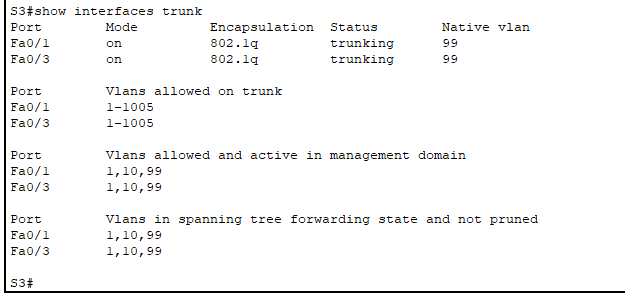 S3#show interfaces trunk
Port        Mode         Encapsulation  Status        Native vlan
Fa0/1       on           802.1q         trunking      99
Fa0/3       on           802.1q         trunking      99
Port        Vlans allowed on trunk
Fa0/1       1-1005
Fa0/3       1-1005
Port        Vlans allowed and active in management domain
Fa0/1       1,10,99
Fa0/3       1,10,99
Port        Vlans in spanning tree forwarding state and not pruned
Fa0/1       1,10,99
Fa0/3       1,10,99
S3#